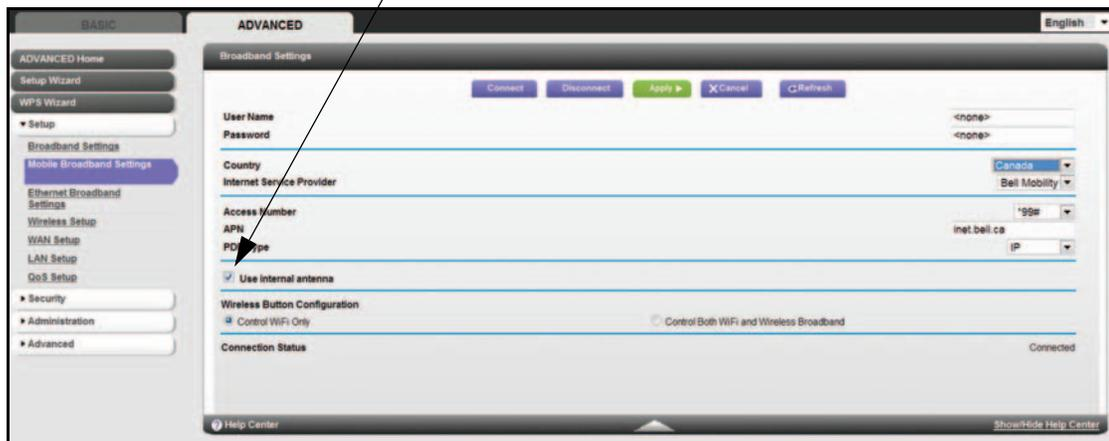 BASIC
ADVANCED
English
ADVANCED Home
Setup Wizard
WPS Wizard
Setup
Broadband Settings
Mobile Broadband Settings
Ethernet Broadband
Settings
Wireless Setup
WAN Setup
LAN Setup
QoS Setup
Security
Administration
Advanced
Broadband Settings
Connect Disconnect Apply Cancel Refresh
User Name <none>
Password <none>
Country Canada
Internet Service Provider Bell Mobility
Access Number *99#
APN inet.bell.ca
PDP Type IP
Use internal antenna
Wireless Button Configuration
Control WiFi Only Control Both WiFi and Wireless Broadband
Connection Status Connected
Help Center Show/Hide Help Center